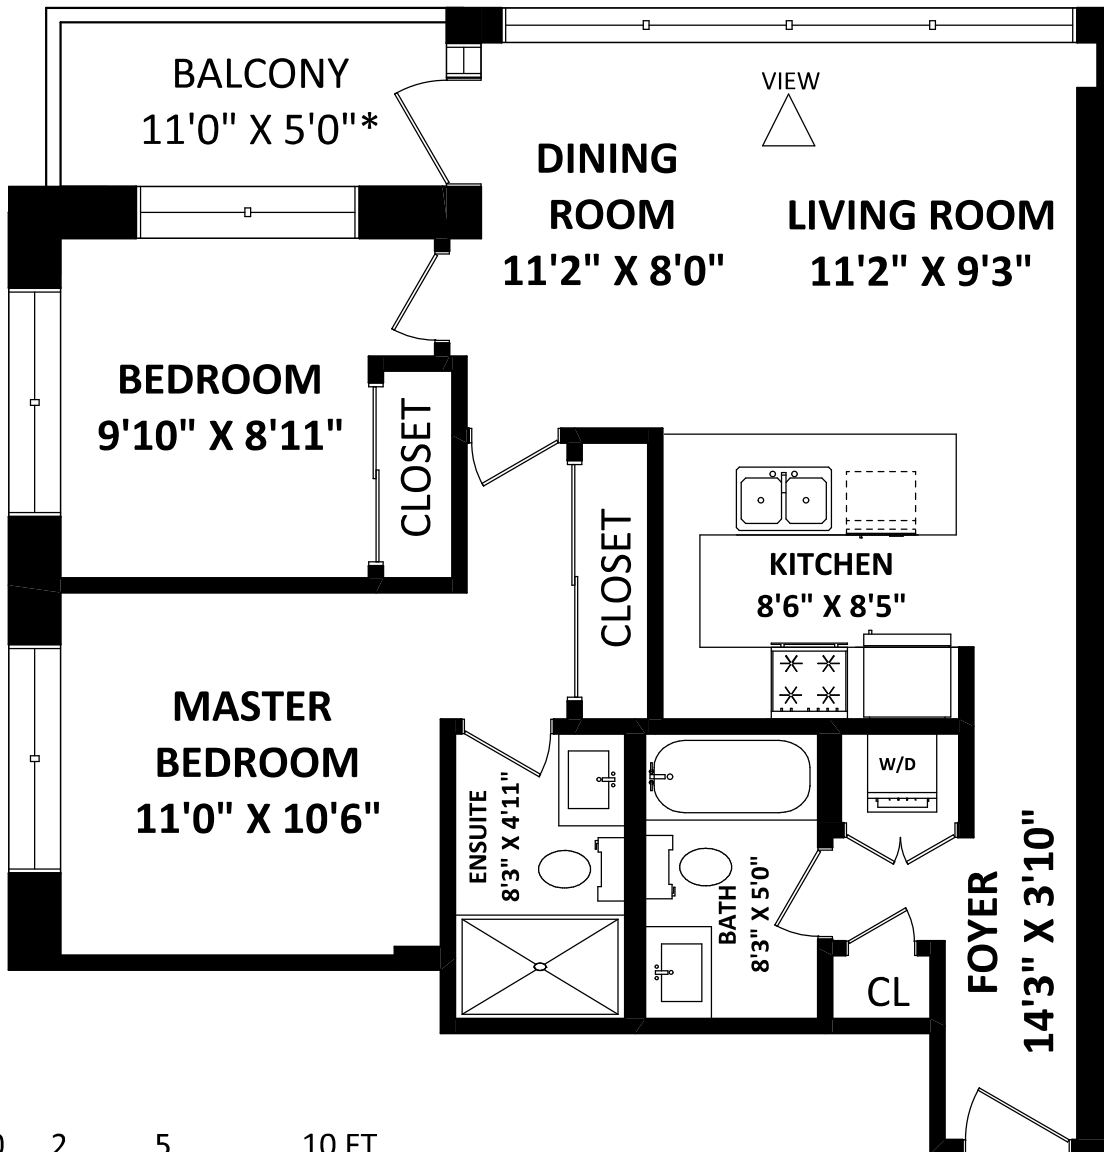 BALCONY
11'0" X 5'0"*
VIEW
DINING
ROOM
11'2" X 8'0"
LIVING ROOM
11'2" X 9'3"
BEDROOM
9'10" X 8'11"
CLOSET
CLOSET
KITCHEN
8'6" X 8'5"
MASTER
BEDROOM
11'0" X 10'6"
ENSUITE
8'3" X 4'11"
W/D
BATH
8'3" X 5'0"
FOYER
14'3" X 3'10"
CL
0 2 5 10 FT